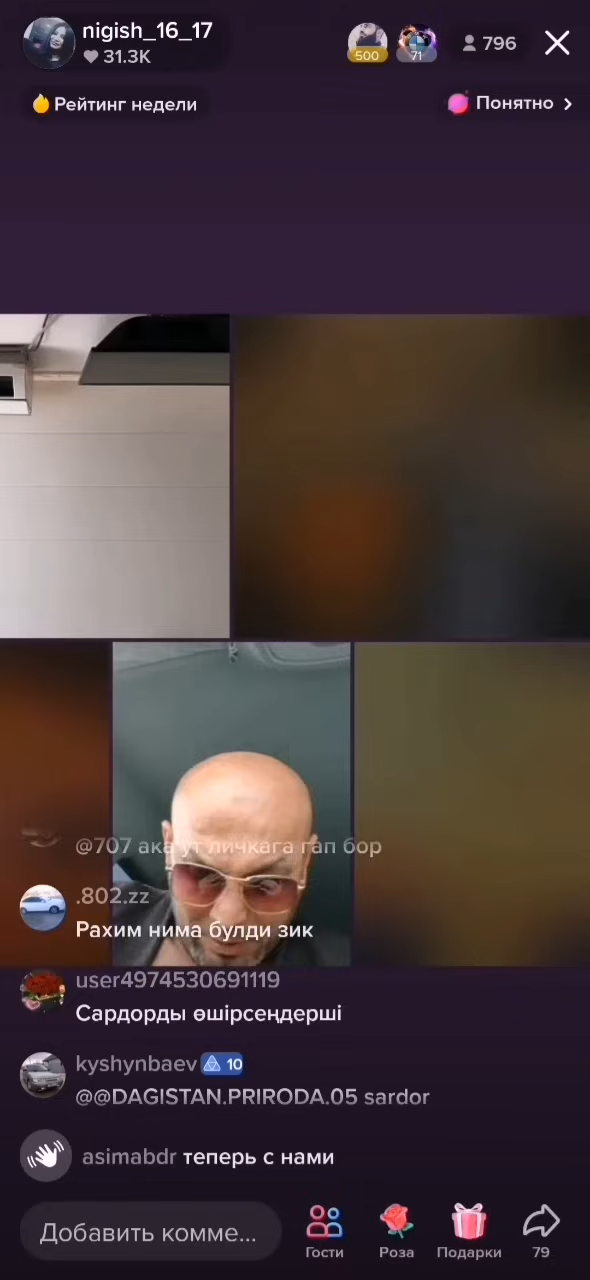 nigish_16_17
31.3K
500
71
796
Рейтинг недели
Понятно
@707 ака ут личкага гап бор
.802.zz
Рахим нима булди зик
user4974530691119
Сардорды өшірсеңдерші
kyshynbaev 10
@@DAGISTAN.PRIRODA.05 sardor
asimabdr теперь с нами
Добавить комме...
Гости
Роза
Подарки
79